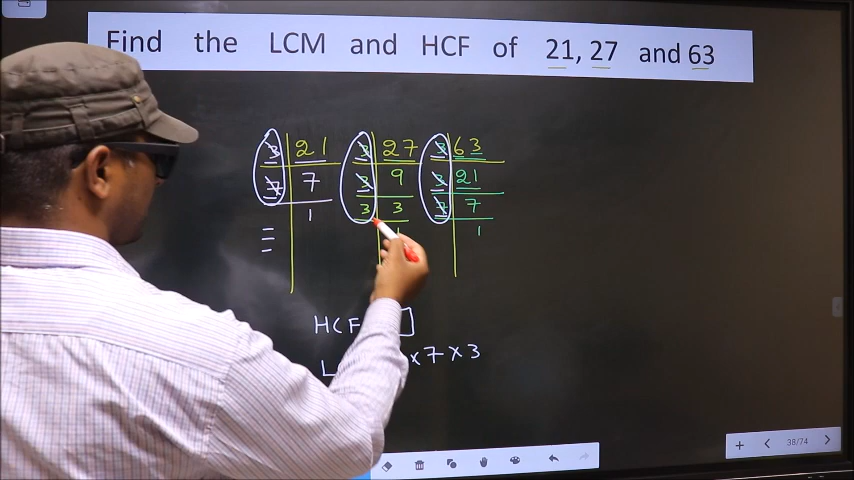 Find the LCM and HCF of 21, 27 and 63
3 21 3 27 3 63
7 7 3 9 3 21
1 3 3 7 7
1 1
HCF
L × 7 × 3
38/74